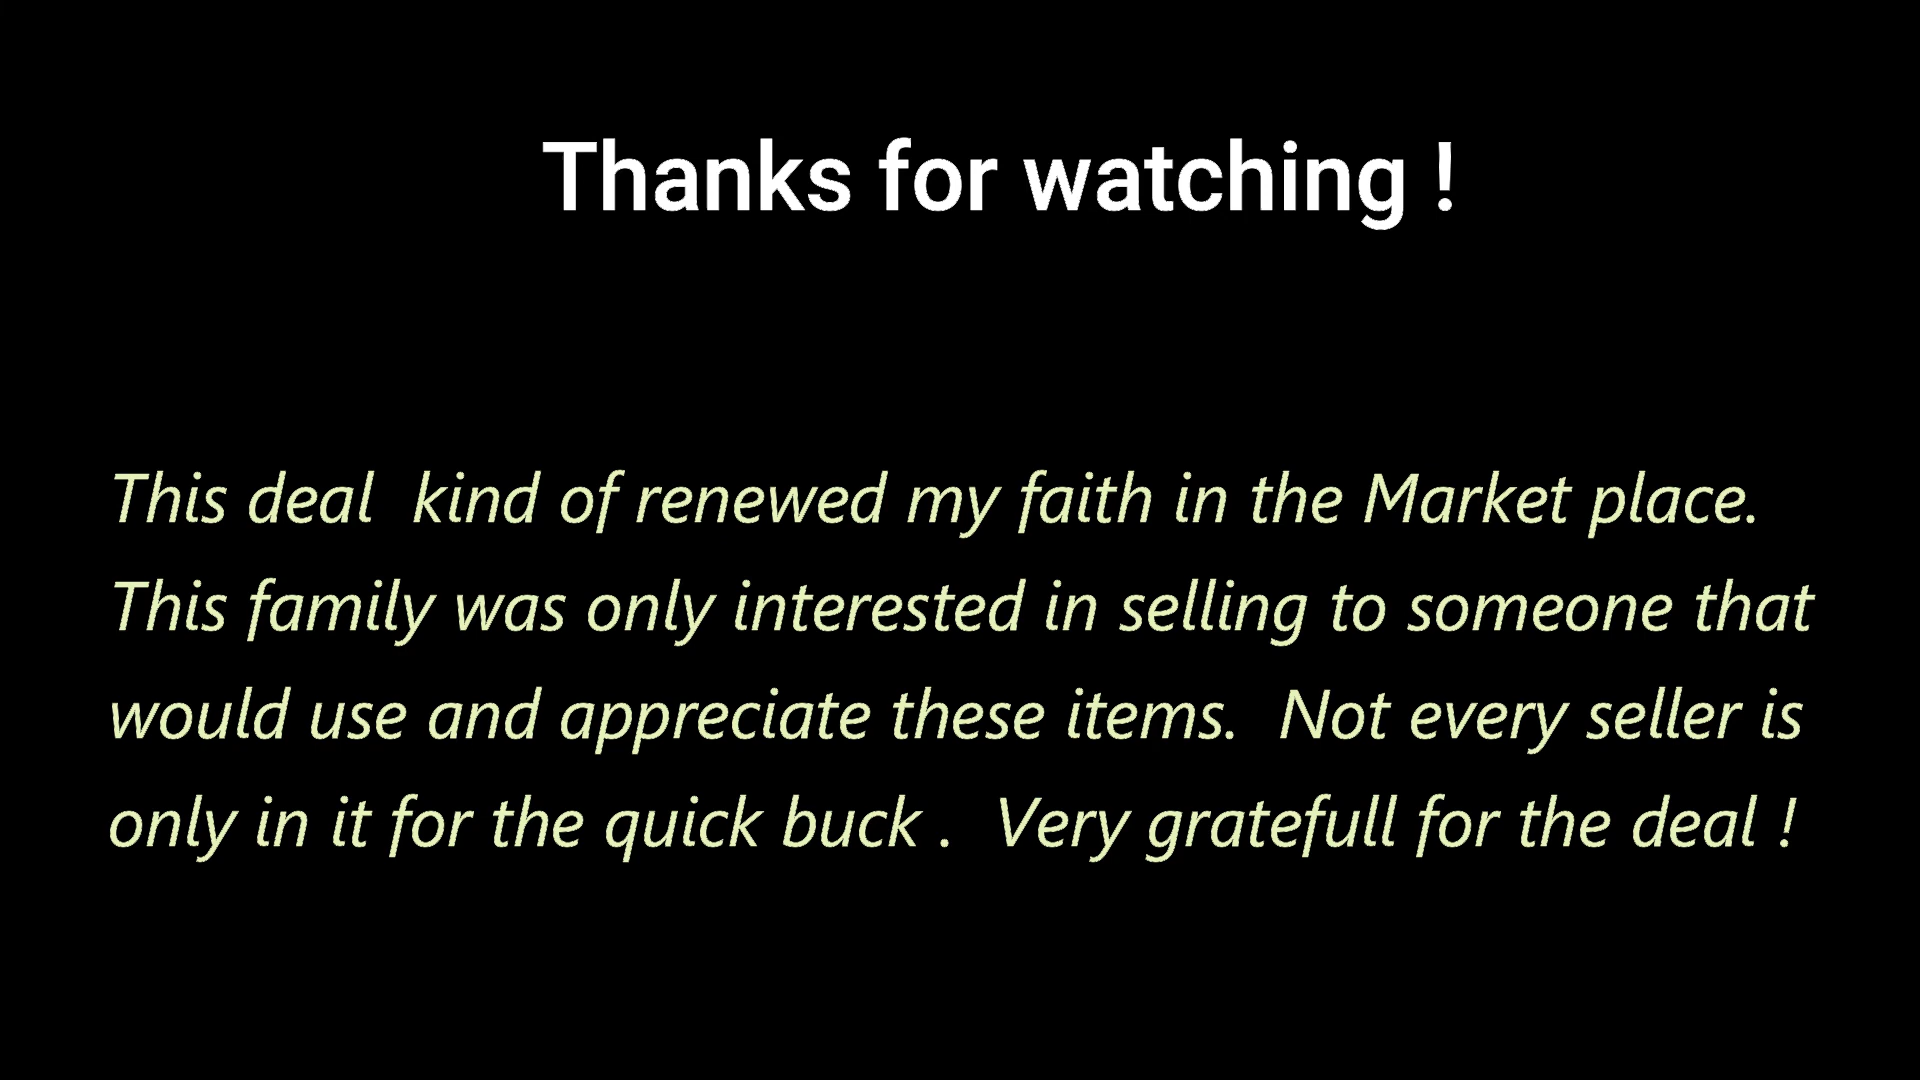 Thanks for watching !
This deal  kind of renewed my faith in the Market place.
This family was only interested in selling to someone that
would use and appreciate these items.  Not every seller is
only in it for the quick buck .  Very gratefull for the deal !